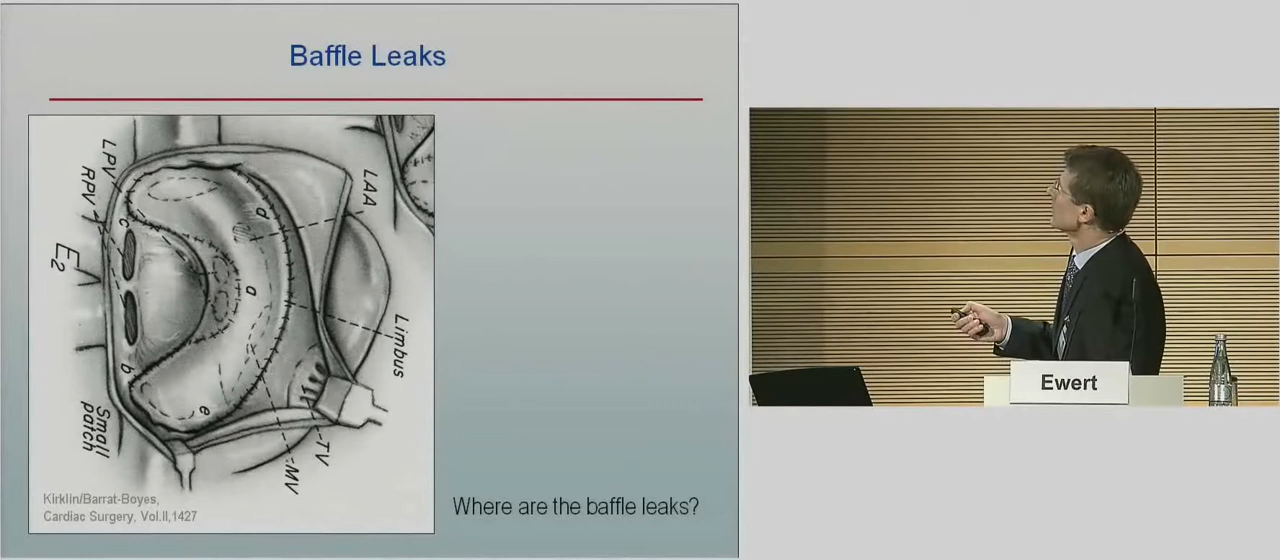 Baffle Leaks
LPV
RPV
LAA
c
d
E2
a
Limbus
b
e
Small
patch
TV
MV
Kirklin/Barrat-Boyes,
Cardiac Surgery, Vol.II,1427
Where are the baffle leaks?
Ewert